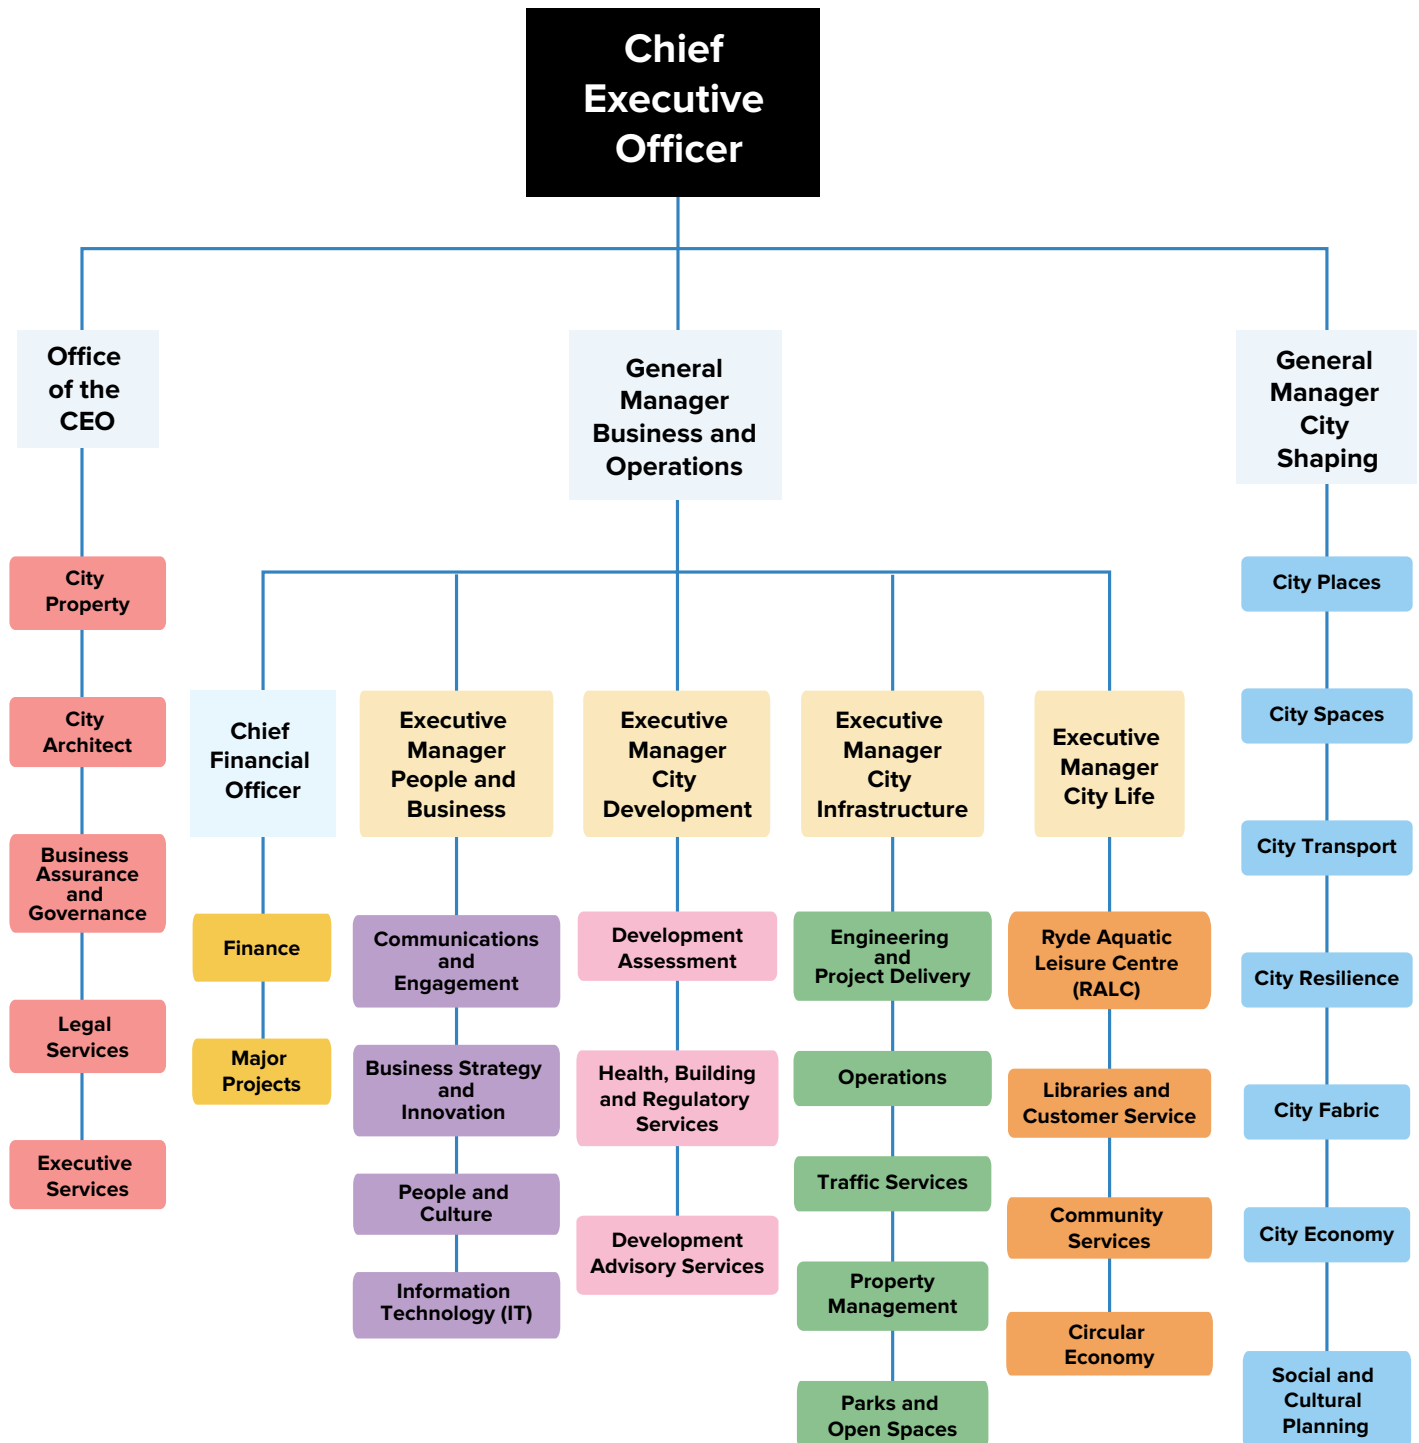 Chief
Executive
Officer
Office
of the
CEO
General
Manager
Business and
Operations
General
Manager
City
Shaping
City
Property
City
Architect
Business
Assurance
and
Governance
Legal
Services
Executive
Services
Chief
Financial
Officer
Finance
Major
Projects
Executive
Manager
People and
Business
Communications
and
Engagement
Business Strategy
and
Innovation
People and
Culture
Information
Technology (IT)
Executive
Manager
City
Development
Development
Assessment
Health, Building
and Regulatory
Services
Development
Advisory Services
Executive
Manager
City
Infrastructure
Engineering
and
Project Delivery
Operations
Traffic Services
Property
Management
Parks and
Open Spaces
Executive
Manager
City Life
Ryde Aquatic
Leisure Centre
(RALC)
Libraries and
Customer Service
Community
Services
Circular
Economy
City Places
City Spaces
City Transport
City Resilience
City Fabric
City Economy
Social and
Cultural
Planning